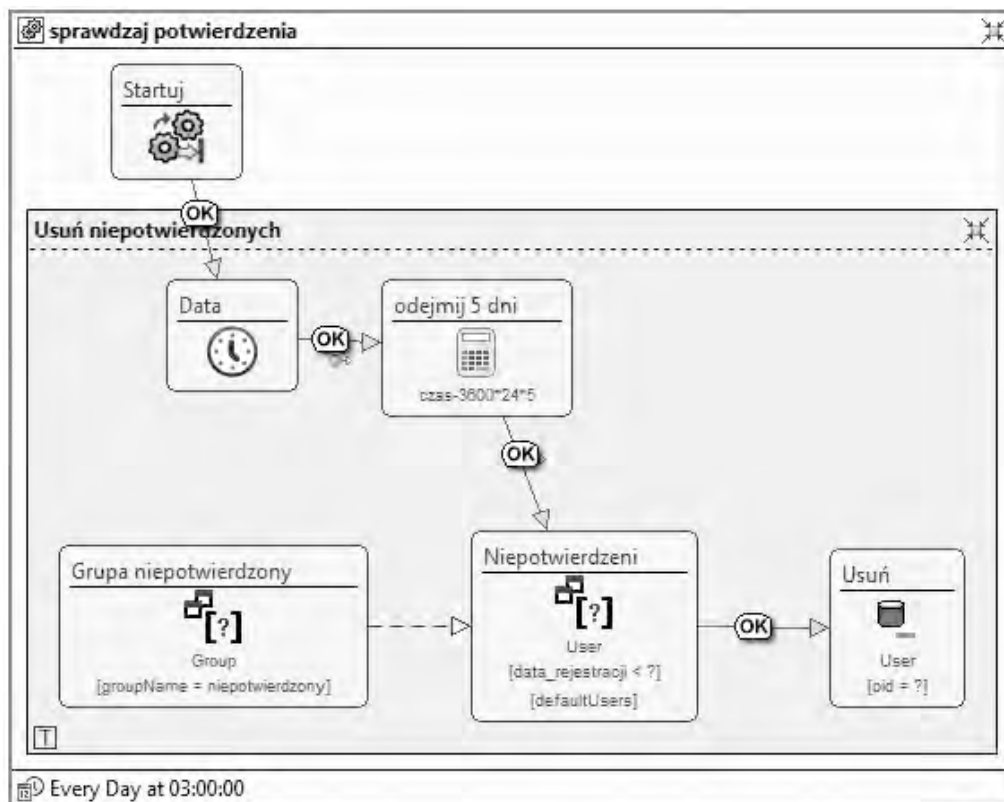 sprawdzaj potwierdzenia
Startuj
OK
Usuń niepotwierdzonych
Data
OK
odejmij 5 dni
czas-3600*24*5
OK
Grupa niepotwierdzony
[?]
Group
[groupName = niepotwierdzony]
Niepotwierdzeni
[?]
User
[data_rejestracji < ?]
[defaultUsers]
OK
Usuń
User
[oid = ?]
T
Every Day at 03:00:00